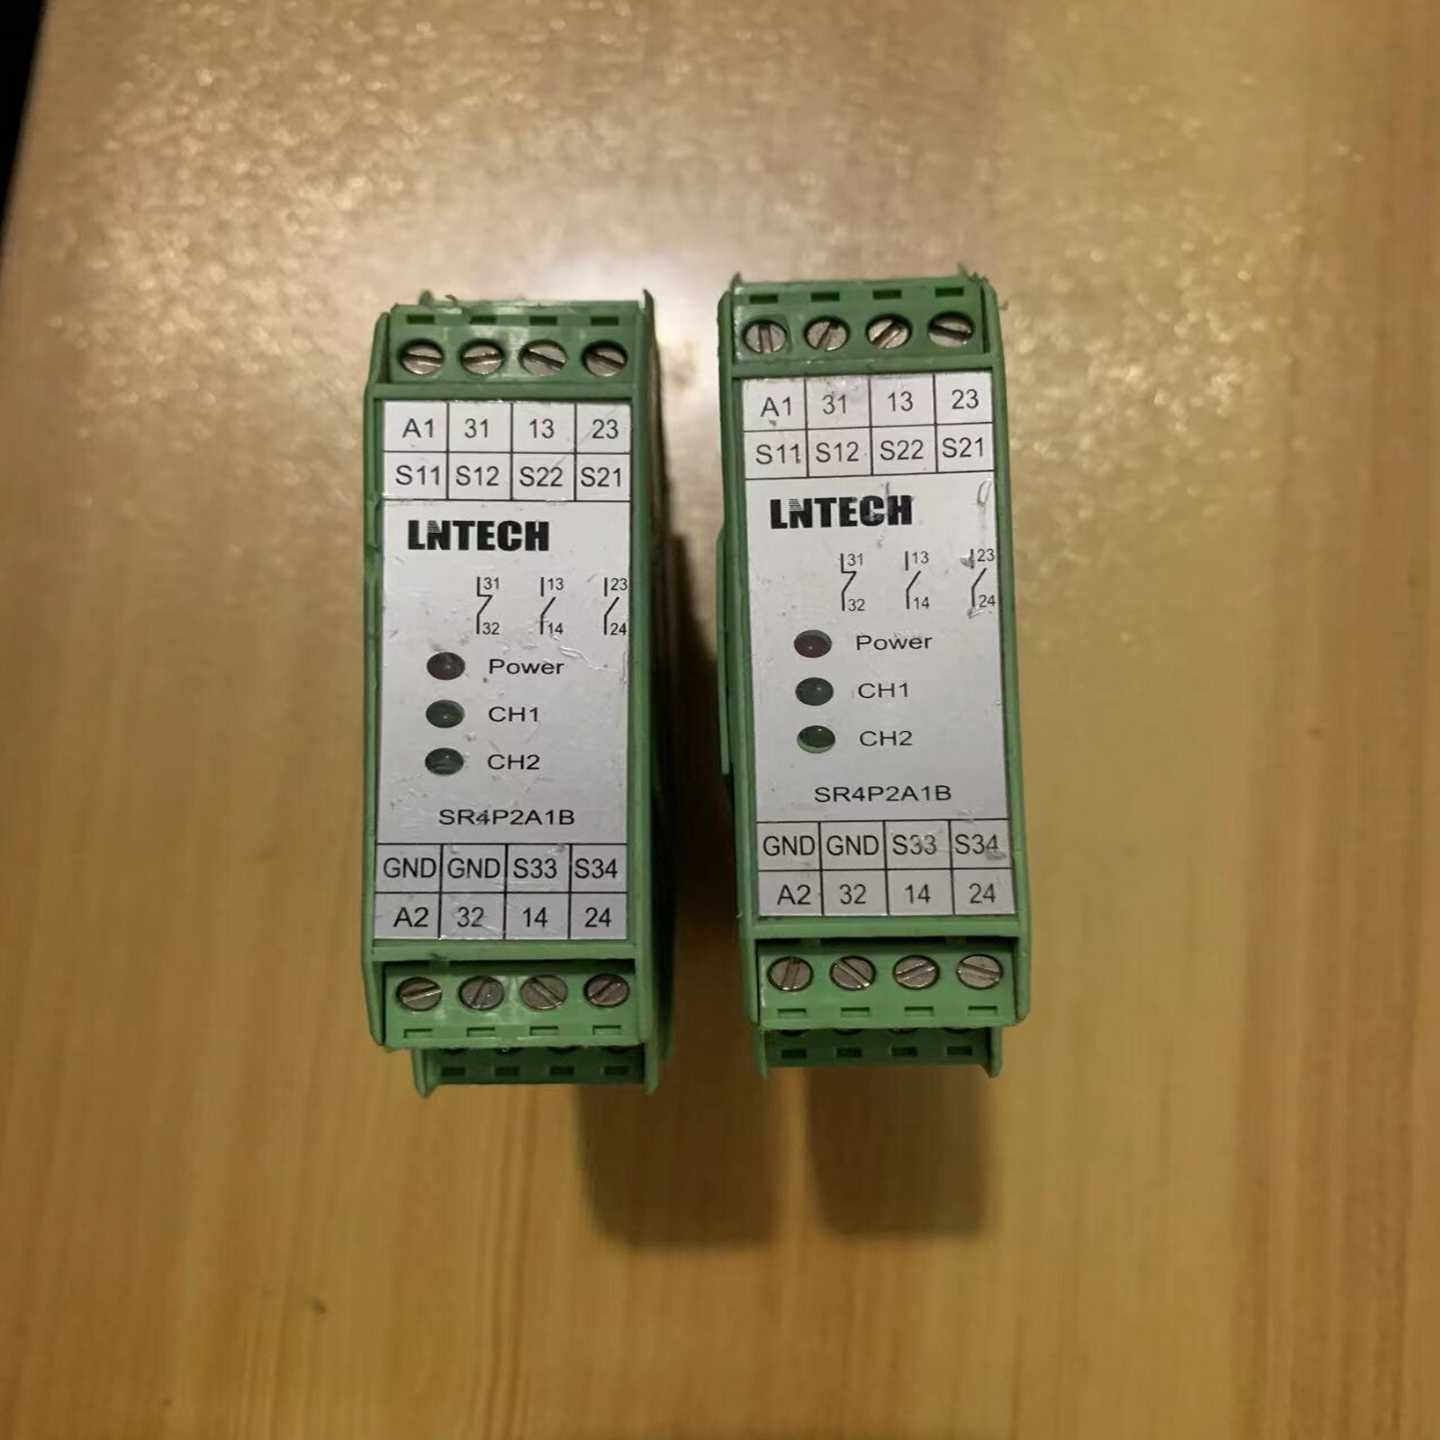 A1 31 13 23
S11 S12 S22 S21
LNTECH
31 13 23
32 14 24
Power
CH1
CH2
SR4P2A1B
GND GND S33 S34
A2 32 14 24
A1 31 13 23
S11 S12 S22 S21
LNTECH
31 13 23
32 14 24
Power
CH1
CH2
SR4P2A1B
GND GND S33 S34
A2 32 14 24